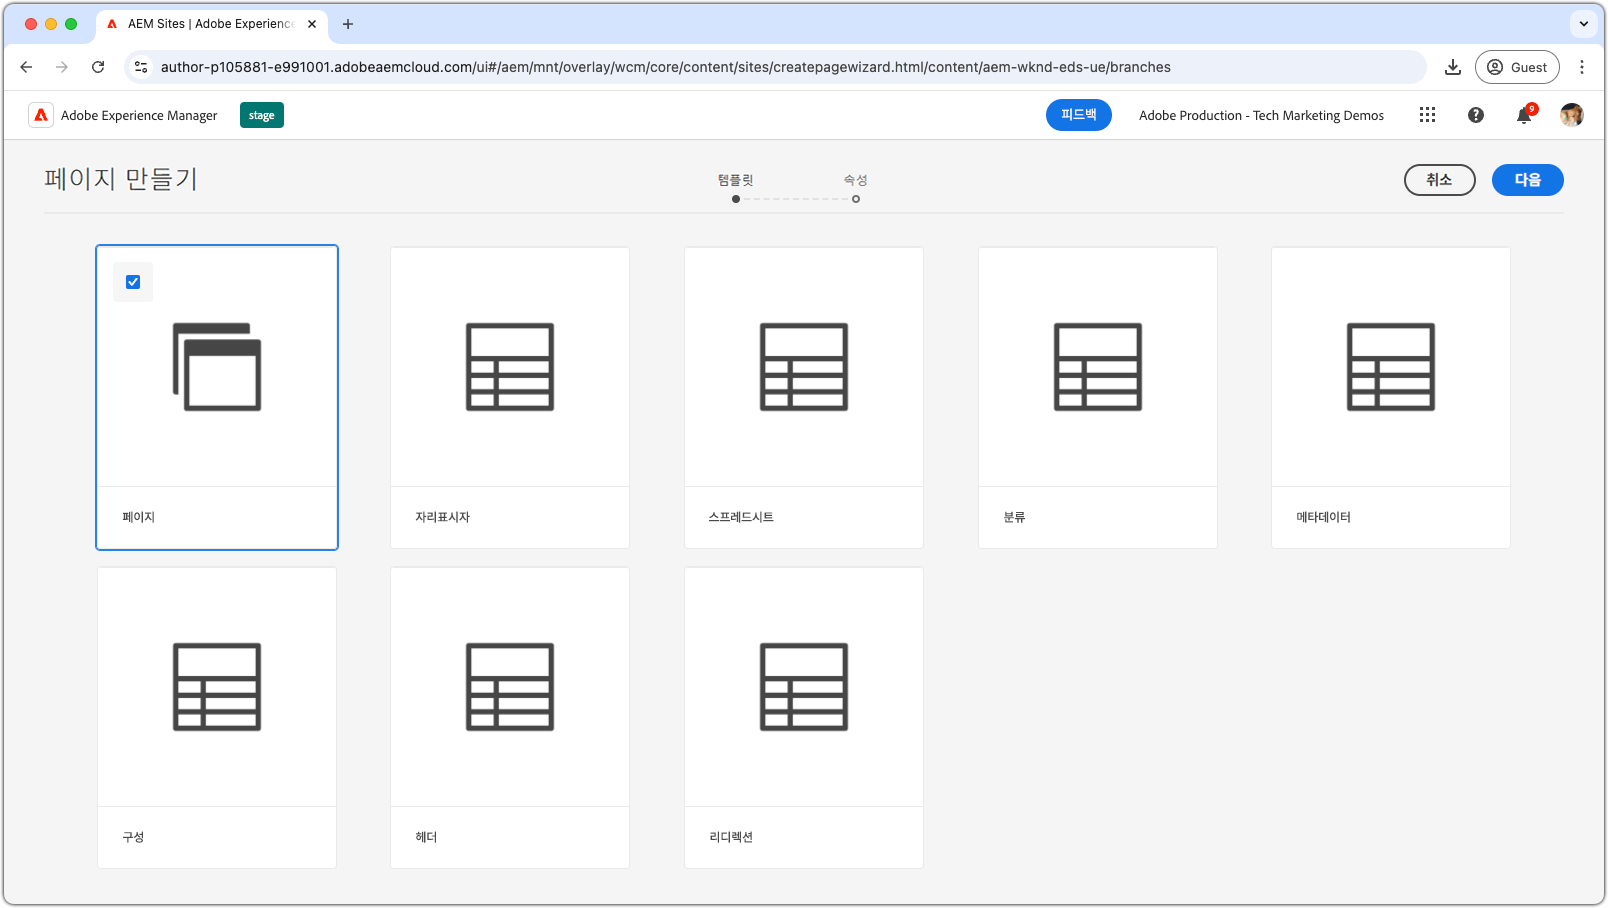 AEM Sites | Adobe Experience
author-p105881-e991001.adobeaemcloud.com/ui#/aem/mnt/overlay/wcm/core/content/sites/createpagewizard.html/content/aem-wknd-eds-ue/branches
Guest
Adobe Experience Manager
stage
피드백
Adobe Production - Tech Marketing Demos
9
페이지 만들기
템플릿
속성
취소
다음
페이지
자리표시자
스프레드시트
분류
메타데이터
구성
헤더
리디렉션